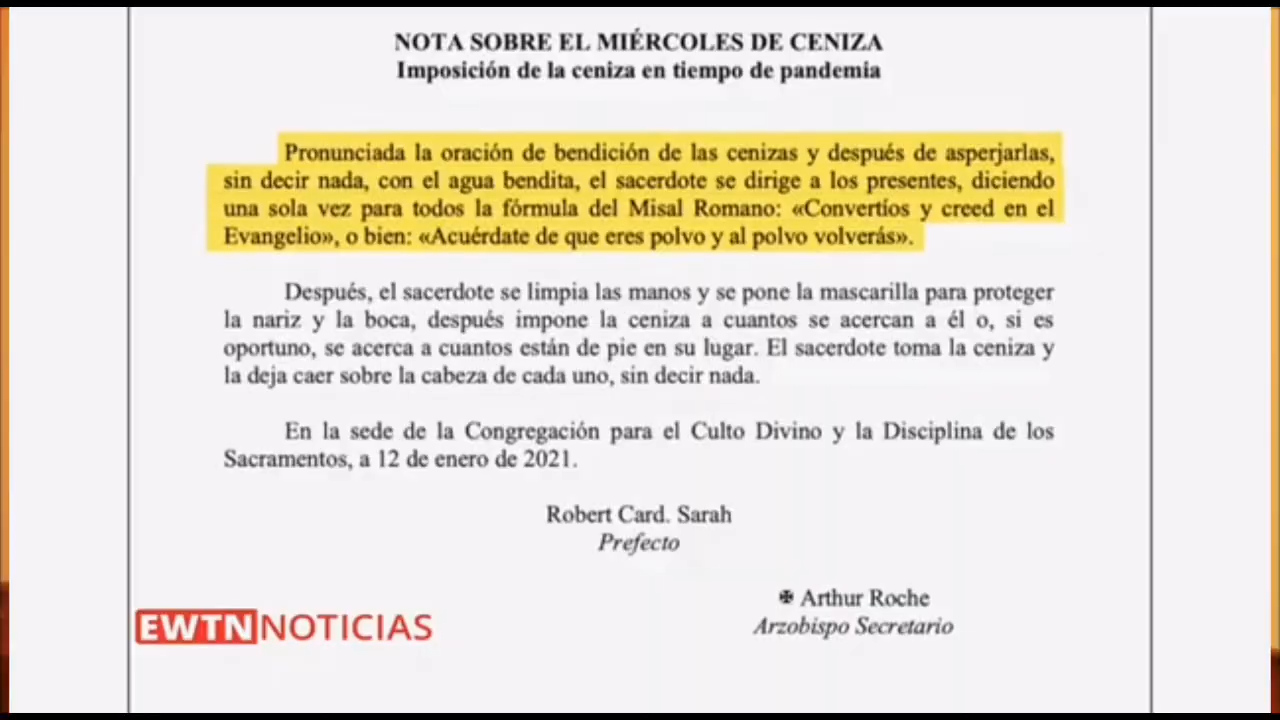 NOTA SOBRE EL MIÉRCOLES DE CENIZA
Imposición de la ceniza en tiempo de pandemia
Pronunciada la oración de bendición de las cenizas y después de asperjarlas,
sin decir nada, con el agua bendita, el sacerdote se dirige a los presentes, diciendo
una sola vez para todos la fórmula del Misal Romano: «Convertíos y creed en el
Evangelio», o bien: «Acuérdate de que eres polvo y al polvo volverás».
Después, el sacerdote se limpia las manos y se pone la mascarilla para proteger
la nariz y la boca, después impone la ceniza a cuantos se acercan a él o, si es
oportuno, se acerca a cuantos están de pie en su lugar. El sacerdote toma la ceniza y
la deja caer sobre la cabeza de cada uno, sin decir nada.
En la sede de la Congregación para el Culto Divino y la Disciplina de los
Sacramentos, a 12 de enero de 2021.
Robert Card. Sarah
Prefecto
✠ Arthur Roche
Arzobispo Secretario
EWTN NOTICIAS